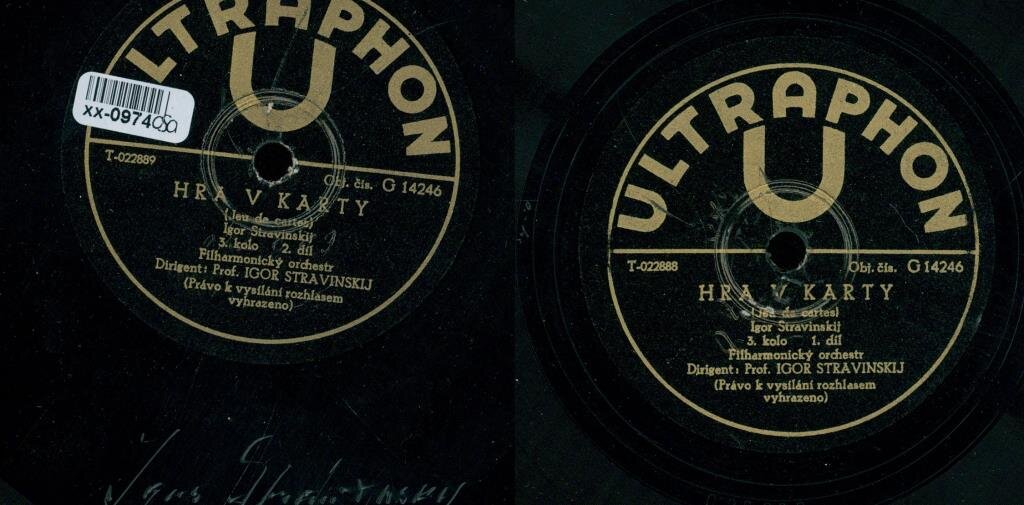 ULTRAPHON
U
xx-0974
T-022889
Obj. čís. G 14246
HRA V KARTY
(Jeu de cartes)
Igor Stravinskij
3. kolo 2. díl
Filharmonický orchestr
Dirigent: Prof. IGOR STRAVINSKIJ
(Právo k vysílání rozhlasem
vyhrazeno)
Igor Stravinsky
ULTRAPHON
U
T-022888
Obj. čís. G 14246
HRA V KARTY
(Jeu de cartes)
Igor Stravinskij
3. kolo 1. díl
Filharmonický orchestr
Dirigent: Prof. IGOR STRAVINSKIJ
(Právo k vysílání rozhlasem
vyhrazeno)